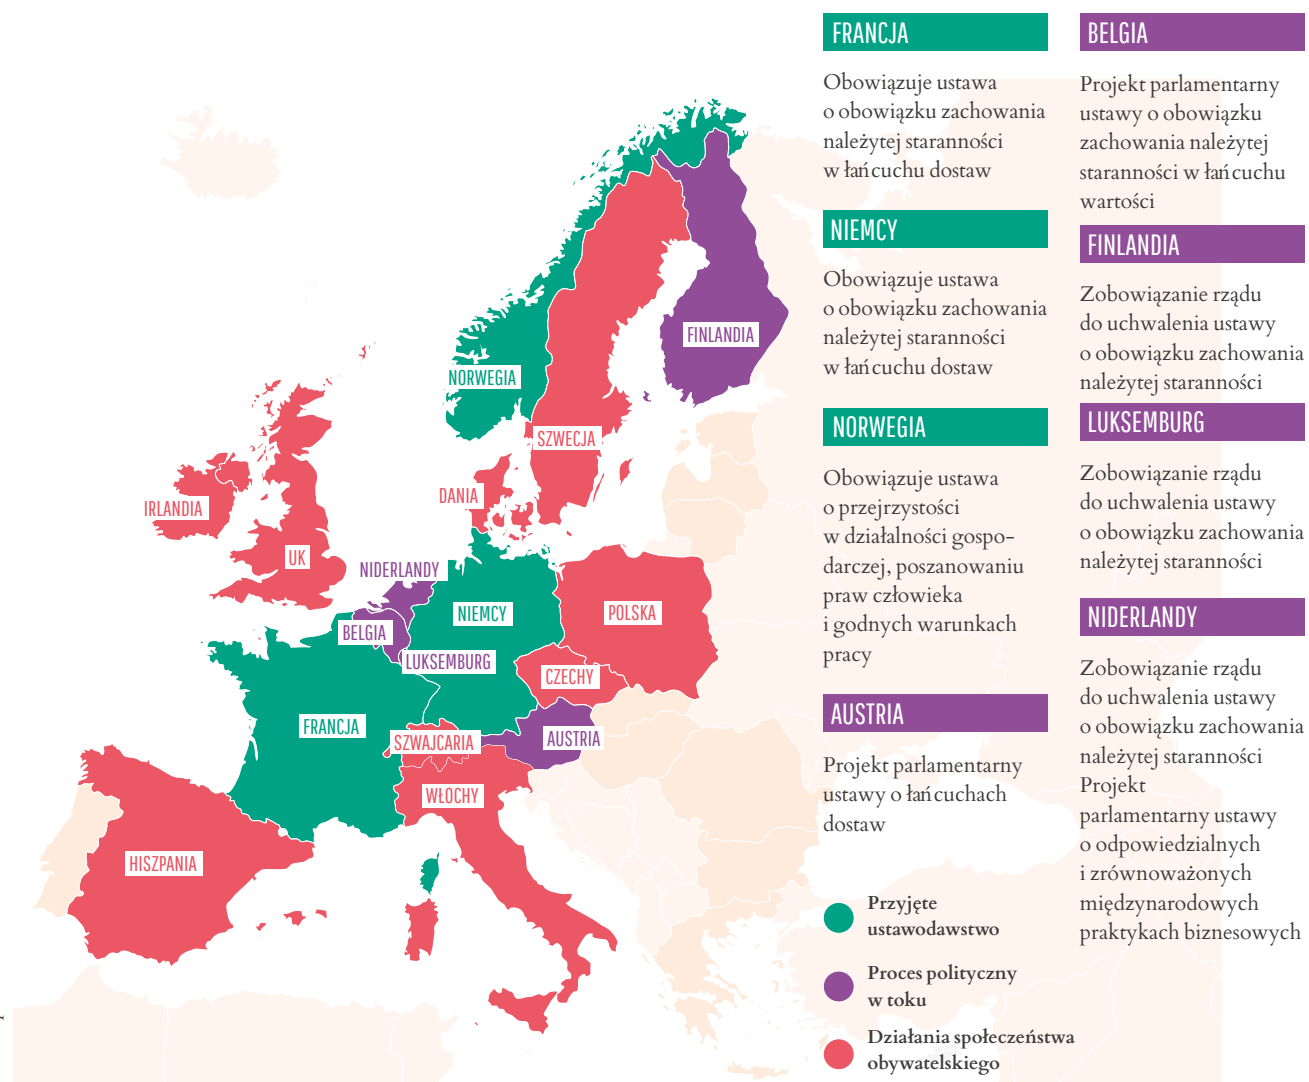 FRANCJA
Obowiązuje ustawa
o obowiązku zachowania
należytej staranności
w łańcuchu dostaw
NIEMCY
Obowiązuje ustawa
o obowiązku zachowania
należytej staranności
w łańcuchu dostaw
NORWEGIA
Obowiązuje ustawa
o przejrzystości
w działalności gospo-
darczej, poszanowaniu
praw człowieka
i godnych warunkach
pracy
AUSTRIA
Projekt parlamentarny
ustawy o łańcuchach
dostaw
BELGIA
Projekt parlamentarny
ustawy o obowiązku
zachowania należytej
staranności w łańcuchu
wartości
FINLANDIA
Zobowiązanie rządu
do uchwalenia ustawy
o obowiązku zachowania
należytej staranności
LUKSEMBURG
Zobowiązanie rządu
do uchwalenia ustawy
o obowiązku zachowania
należytej staranności
NIDERLANDY
Zobowiązanie rządu
do uchwalenia ustawy
o obowiązku zachowania
należytej staranności
Projekt
parlamentarny ustawy
o odpowiedzialnych
i zrównoważonych
międzynarodowych
praktykach biznesowych
FINLANDIA
NORWEGIA
SZWECJA
DANIA
IRLANDIA
UK
NIDERLANDY
NIEMCY
POLSKA
BELGIA
LUKSEMBURG
CZECHY
FRANCJA
SZWAJCARIA
AUSTRIA
WŁOCHY
HISZPANIA
Przyjęte
ustawodawstwo
Proces polityczny
w toku
Działania społeczeństwa
obywatelskiego